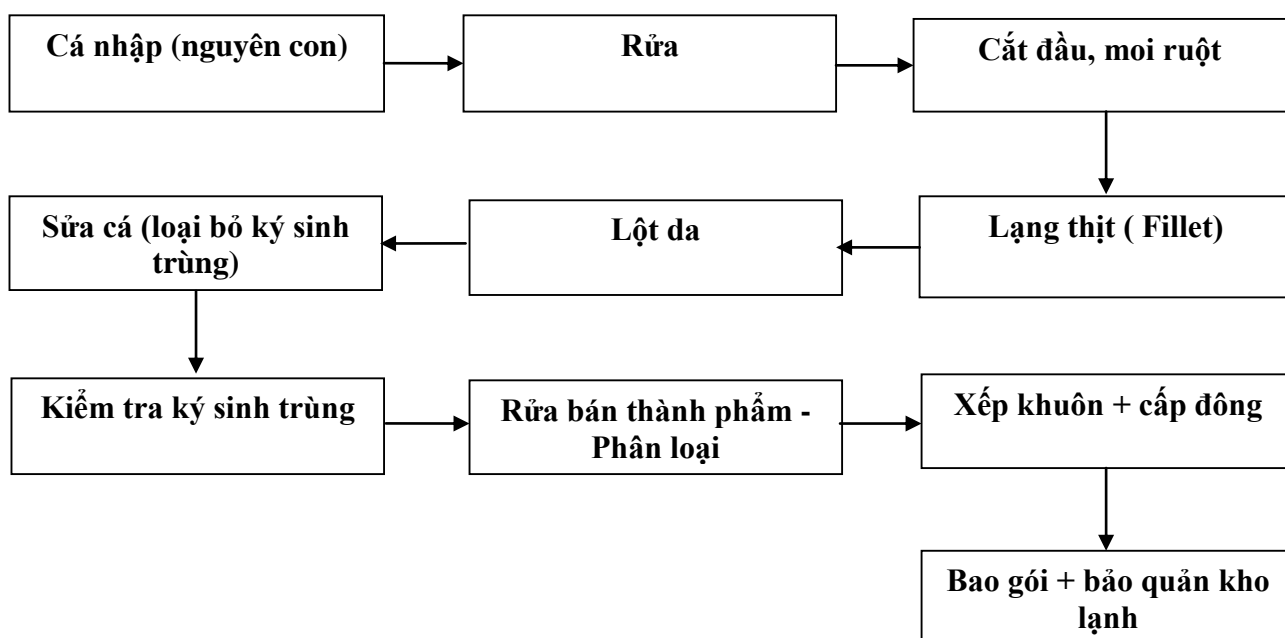 Cá nhập (nguyên con)
Rửa
Cắt đầu, moi ruột
Lạng thịt ( Fillet)
Lột da
Sửa cá (loại bỏ ký sinh
trùng)
Kiểm tra ký sinh trùng
Rửa bán thành phẩm -
Phân loại
Xếp khuôn + cấp đông
Bao gói + bảo quản kho
lạnh